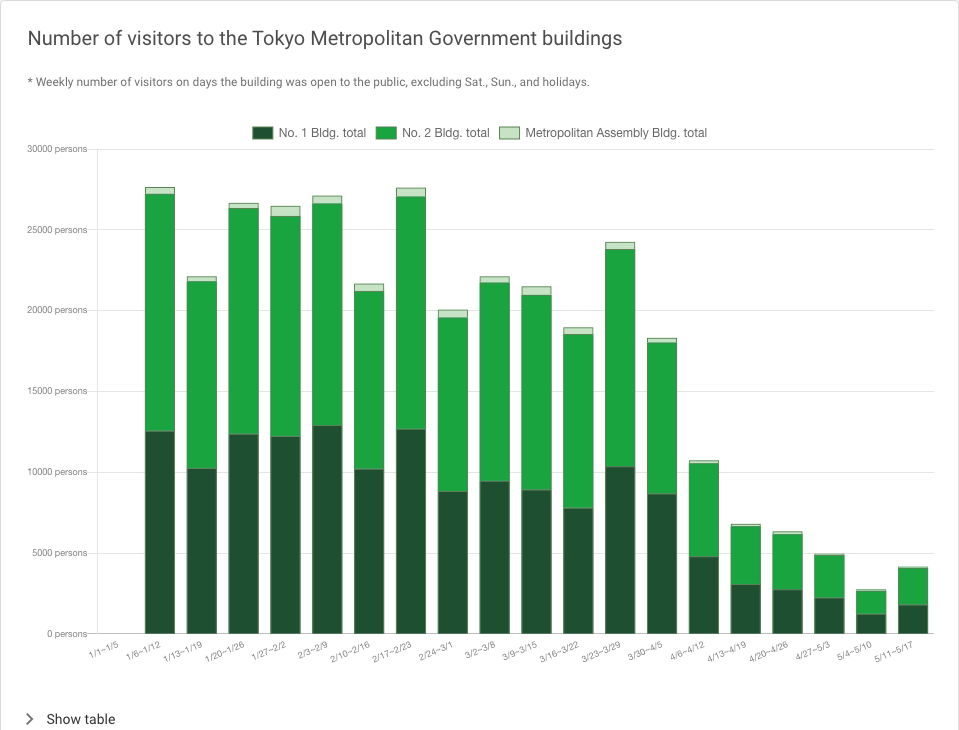 Number of visitors to the Tokyo Metropolitan Government buildings
* Weekly number of visitors on days the building was open to the public, excluding Sat., Sun., and holidays.
No. 1 Bldg. total No. 2 Bldg. total Metropolitan Assembly Bldg. total
30000 persons
25000 persons
20000 persons
15000 persons
10000 persons
5000 persons
0 persons
1/1~1/5 1/6~1/12 1/13~1/19 1/20~1/26 1/27~2/2 2/3~2/9 2/10~2/16 2/17~2/23 2/24~3/1 3/2~3/8 3/9~3/15 3/16~3/22 3/23~3/29 3/30~4/5 4/6~4/12 4/13~4/19 4/20~4/26 4/27~5/3 5/4~5/10 5/11~5/17
Show table